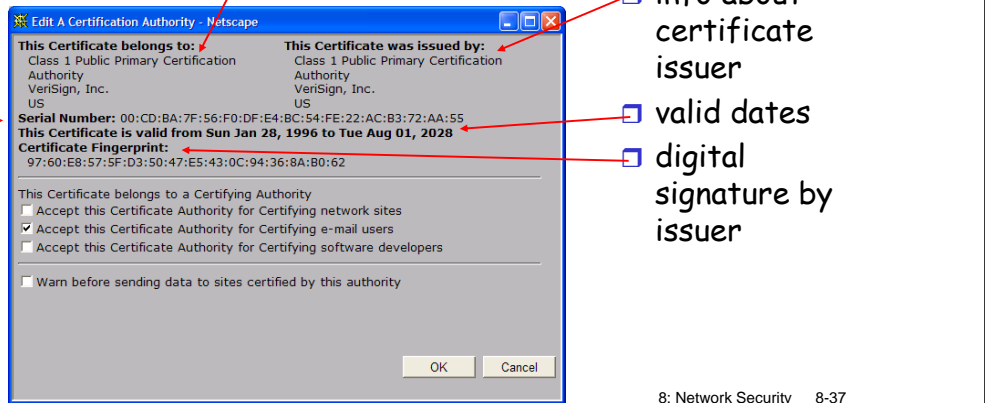 Edit A Certification Authority - Netscape
This Certificate belongs to:
Class 1 Public Primary Certification
Authority
VeriSign, Inc.
US
This Certificate was issued by:
Class 1 Public Primary Certification
Authority
VeriSign, Inc.
US
Serial Number: 00:CD:BA:7F:56:F0:DF:E4:BC:54:FE:22:AC:B3:72:AA:55
This Certificate is valid from Sun Jan 28, 1996 to Tue Aug 01, 2028
Certificate Fingerprint:
97:60:E8:57:5F:D3:50:47:E5:43:0C:94:36:8A:B0:62
This Certificate belongs to a Certifying Authority
Accept this Certificate Authority for Certifying network sites
Accept this Certificate Authority for Certifying e-mail users
Accept this Certificate Authority for Certifying software developers
Warn before sending data to sites certified by this authority
OK Cancel
info about
certificate
issuer
valid dates
digital
signature by
issuer
8: Network Security 8-37